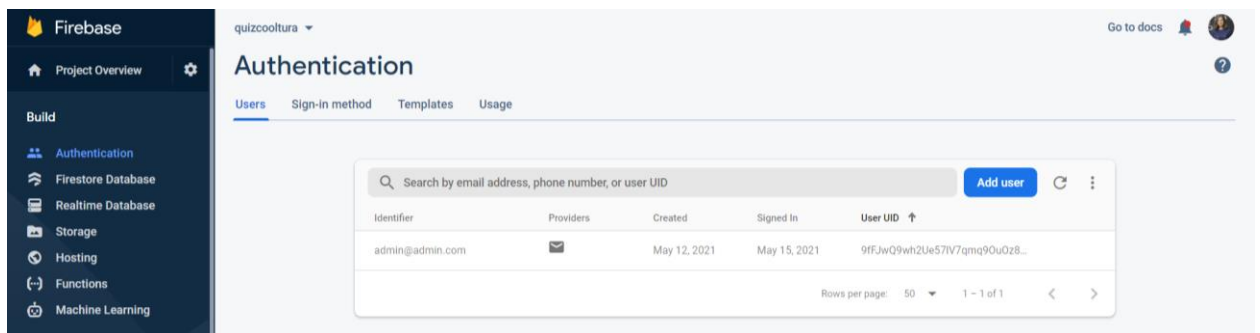 Firebase
Project Overview
Build
Authentication
Firestore Database
Realtime Database
Storage
Hosting
Functions
Machine Learning
quizcooltura
Go to docs
Authentication
Users Sign-in method Templates Usage
Search by email address, phone number, or user UID Add user
Identifier Providers Created Signed In User UID
admin@admin.com May 12, 2021 May 15, 2021
Rows per page: 50 1 – 1 of 1